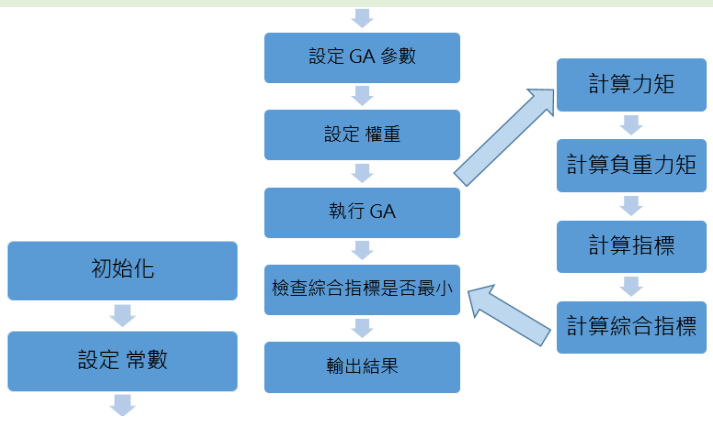 初始化
設定 常數
設定 GA 參數
設定 權重
執行 GA
檢查綜合指標是否最小
輸出結果
計算力矩
計算負重力矩
計算指標
計算綜合指標